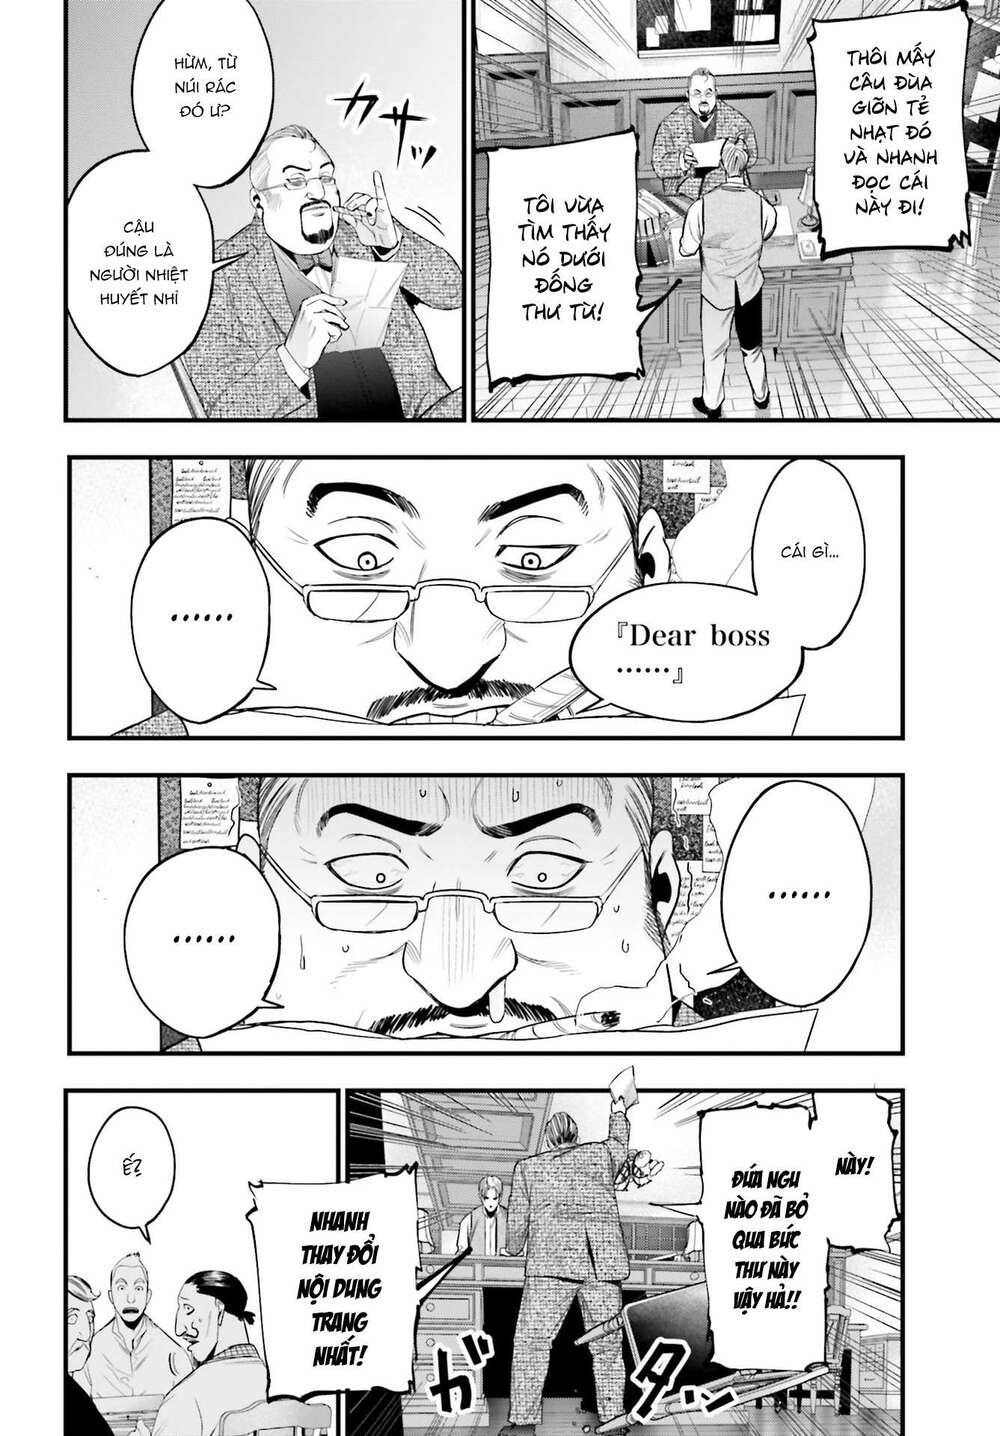 THÔI MẤY
CÂU ĐÙA
GIỠN TẺ
NHẠT ĐÓ
VÀ NHANH
ĐỌC CÁI
NÀY ĐI!
TÔI VỪA
TÌM THẤY
NÓ DƯỚI
ĐỐNG
THƯ TỪ!
HỪM, TỪ
NÚI RÁC
ĐÓ Ư?
カサッ
CẬU
ĐÚNG LÀ
NGƯỜI NHIỆT
HUYẾT NHỈ
CÁI GÌ...
『Dear boss
……』
……
……
……
NÀY!
ĐỨA NGU
NÀO ĐÃ BỎ
QUA BỨC
THƯ NÀY
VẬY HẢ!!
ガタッ
NHANH
THAY ĐỔI
NỘI DUNG
TRANG
NHẤT!
Ế?